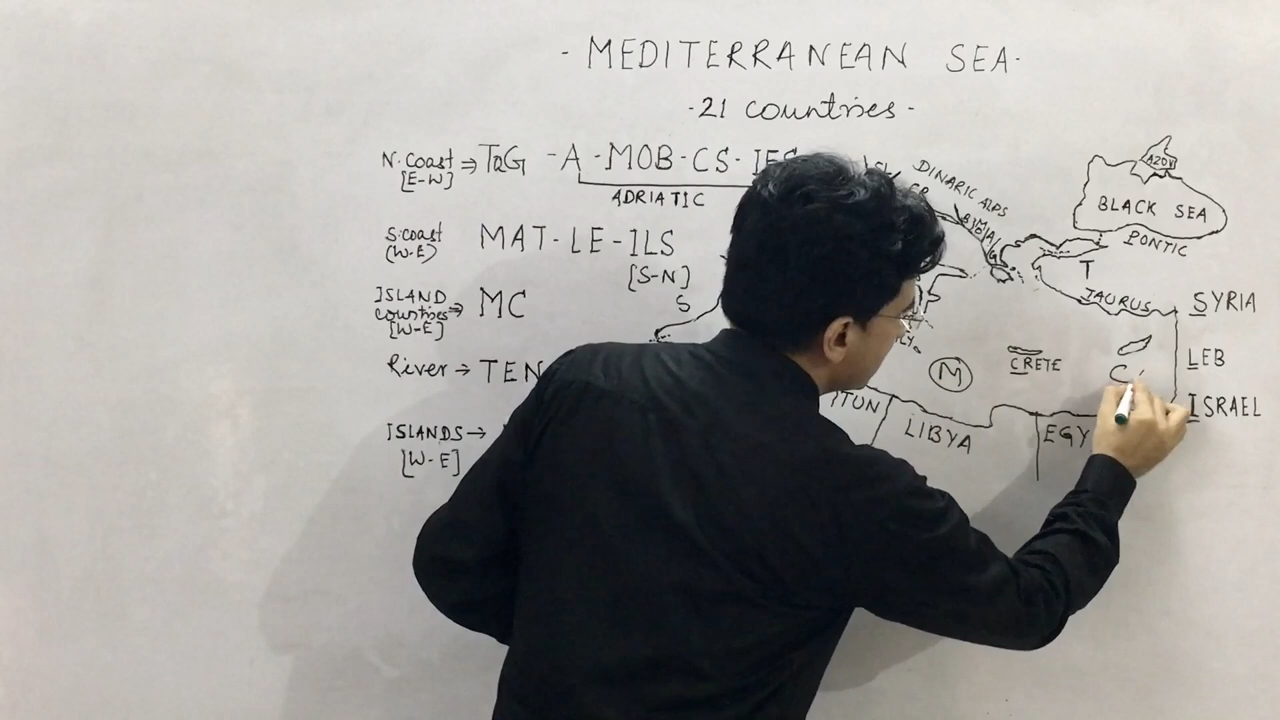 - MEDITERRANEAN SEA -
- 21 countries -
N. coast ⇒ T&G - A - MOB - CS - IFS
[E-W]
ADRIATIC
S. coast MAT - LE - ILS
(W-E)
[S-N]
ISLAND
countries ⇒ MC
[W-E]
River → TEN
ISLANDS →
[W-E]
S
DINARIC ALPS
AZOV
BLACK SEA
PONTIC
T
TAURUS
SYRIA
LEB
ISRAEL
M
CRETE
C
TUN
LIBYA
EGY